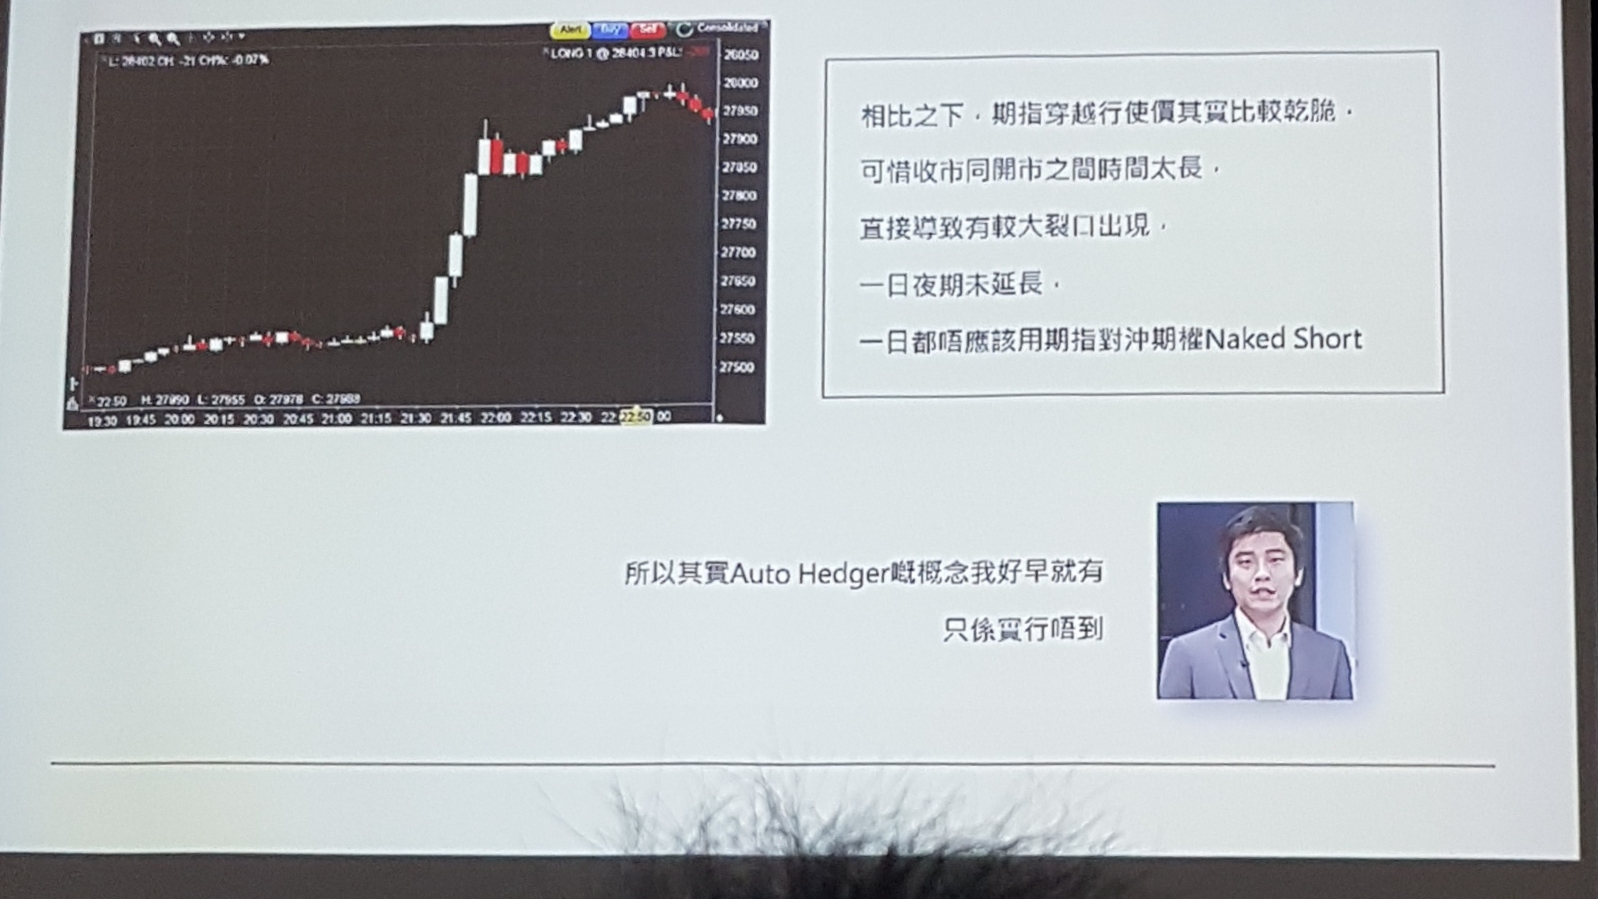 Alert Buy Sell Consolidated
L: 28402 CH: -21 CH%: -0.07%
LONG 1 @ 28404.3 P&L:
28050
28000
27950
27900
27850
27800
27750
27700
27650
27600
27550
27500
22:50 H: 27990 L: 27955 O: 27978 C: 27988
19:30 19:45 20:00 20:15 20:30 20:45 21:00 21:15 21:30 21:45 22:00 22:15 22:30 22: 22:50 00
相比之下，期指穿越行使價其實比較乾脆，
可惜收市同開市之間時間太長，
直接導致有較大裂口出現，
一日夜期未延長，
一日都唔應該用期指對沖期權Naked Short
所以其實Auto Hedger嘅概念我好早就有
只係實行唔到